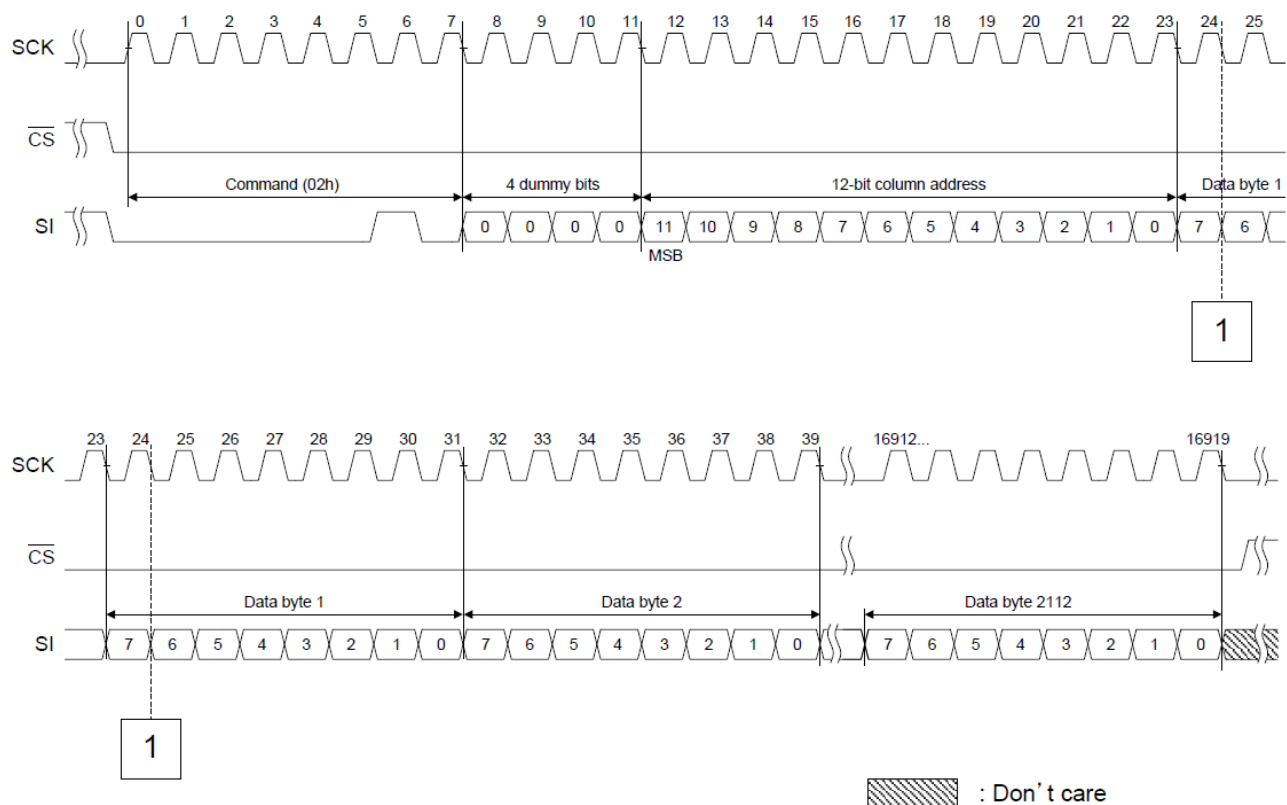 0 1 2 3 4 5 6 7 8 9 10 11 12 13 14 15 16 17 18 19 20 21 22 23 24 25
SCK
CS
Command (02h) 4 dummy bits 12-bit column address Data byte 1
SI 0 0 0 0 11 10 9 8 7 6 5 4 3 2 1 0 7 6
MSB
1
23 24 25 26 27 28 29 30 31 32 33 34 35 36 37 38 39 16912... 16919
SCK
CS
Data byte 1 Data byte 2 Data byte 2112
SI 7 6 5 4 3 2 1 0 7 6 5 4 3 2 1 0 7 6 5 4 3 2 1 0
1
: Don't care